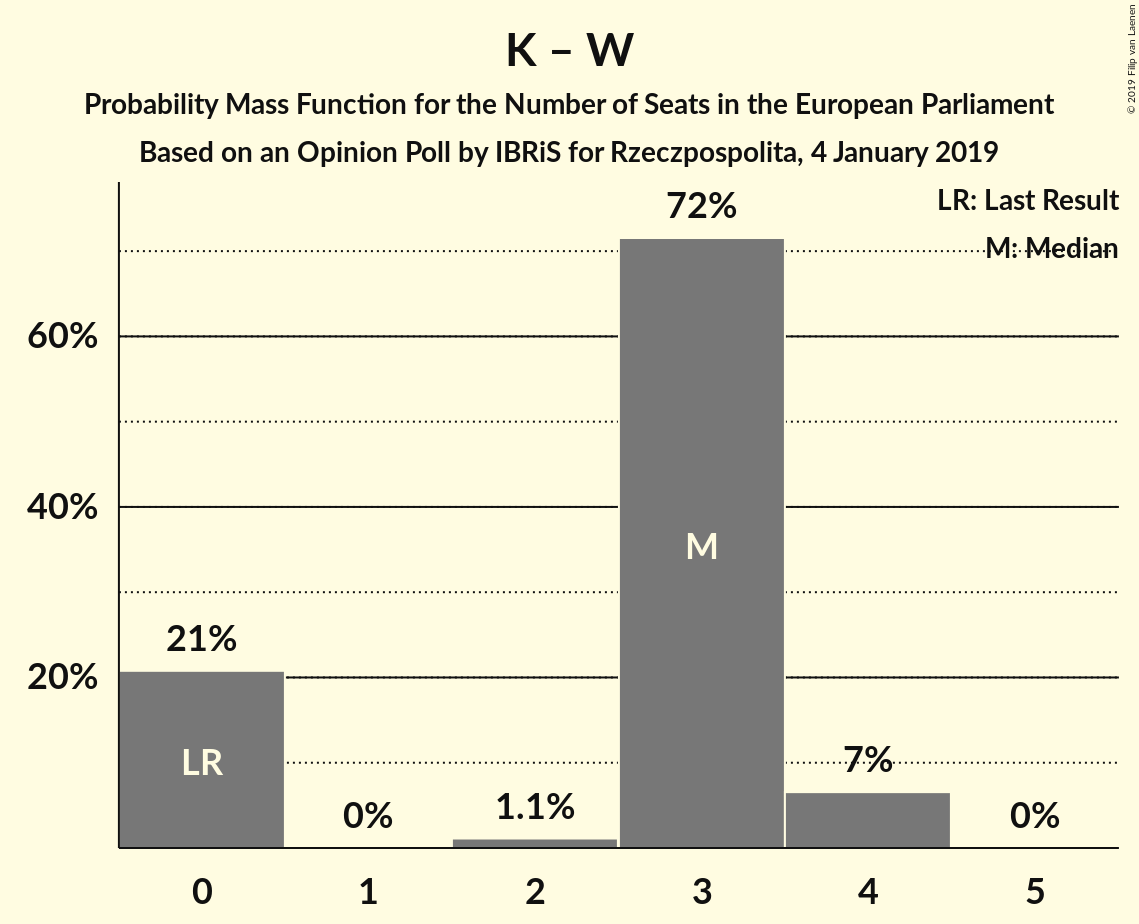 K – W
Probability Mass Function for the Number of Seats in the European Parliament
Based on an Opinion Poll by IBRiS for Rzeczpospolita, 4 January 2019
© 2019 Filip van Laenen
LR: Last Result
M: Median
72%
60%
40%
M
21%
20%
LR
7%
1.1%
0%
0%
0 1 2 3 4 5